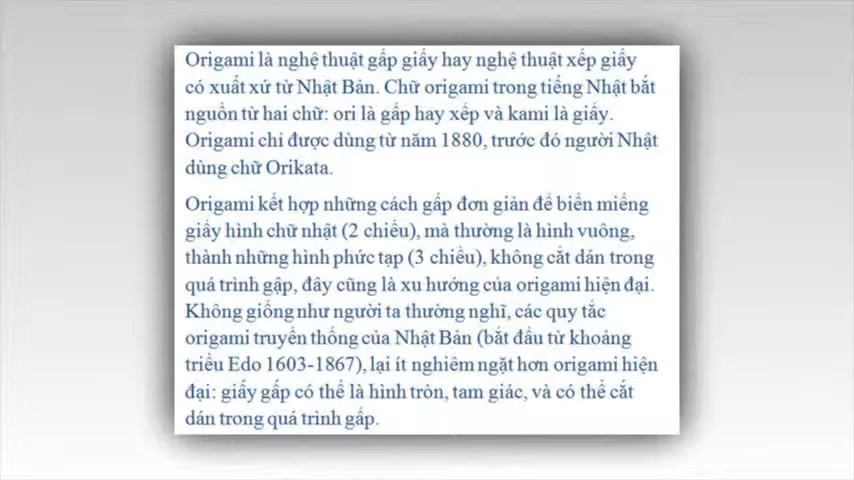 Origami là nghệ thuật gấp giấy hay nghệ thuật xếp giấy
có xuất xứ từ Nhật Bản. Chữ origami trong tiếng Nhật bắt
nguồn từ hai chữ: ori là gấp hay xếp và kami là giấy.
Origami chỉ được dùng từ năm 1880, trước đó người Nhật
dùng chữ Orikata.
Origami kết hợp những cách gấp đơn giản để biến miếng
giấy hình chữ nhật (2 chiều), mà thường là hình vuông,
thành những hình phức tạp (3 chiều), không cắt dán trong
quá trình gập, đây cũng là xu hướng của origami hiện đại.
Không giống như người ta thường nghĩ, các quy tắc
origami truyền thống của Nhật Bản (bắt đầu từ khoảng
triều Edo 1603-1867), lại ít nghiêm ngặt hơn origami hiện
đại: giấy gấp có thể là hình tròn, tam giác, và có thể cắt
dán trong quá trình gấp.